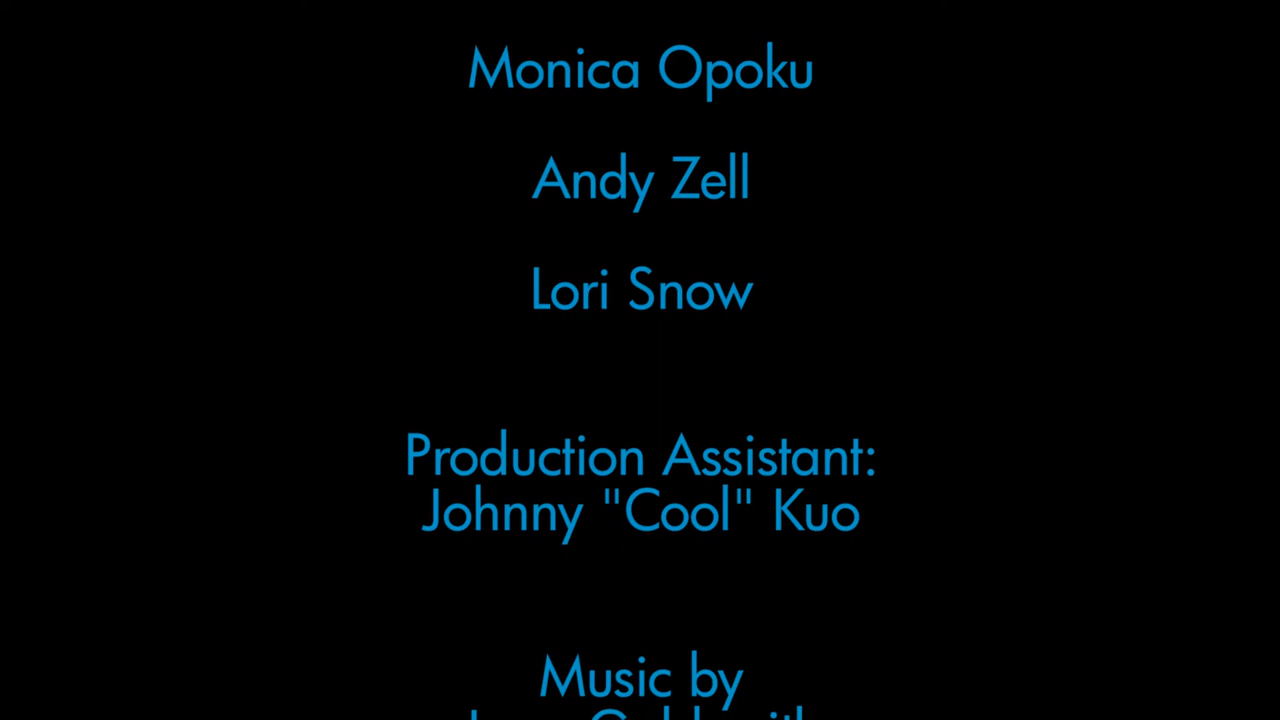 Monica Opoku
Andy Zell
Lori Snow
Production Assistant:
Johnny "Cool" Kuo
Music by